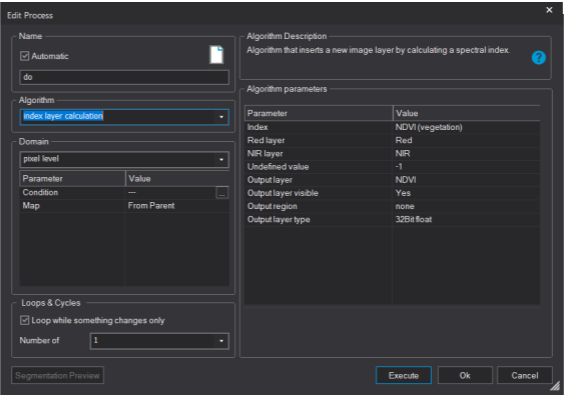 Edit Process
×
Name
Automatic
do
Algorithm
index layer calculation
Domain
pixel level
Parameter Value
Condition --- ...
Map From Parent
Loops & Cycles
Loop while something changes only
Number of 1
Algorithm Description
Algorithm that inserts a new image layer by calculating a spectral index.
?
Algorithm parameters
Parameter Value
Index NDVI (vegetation)
Red layer Red
NIR layer NIR
Undefined value -1
Output layer NDVI
Output layer visible Yes
Output region none
Output layer type 32Bit float
Segmentation Preview
Execute Ok Cancel